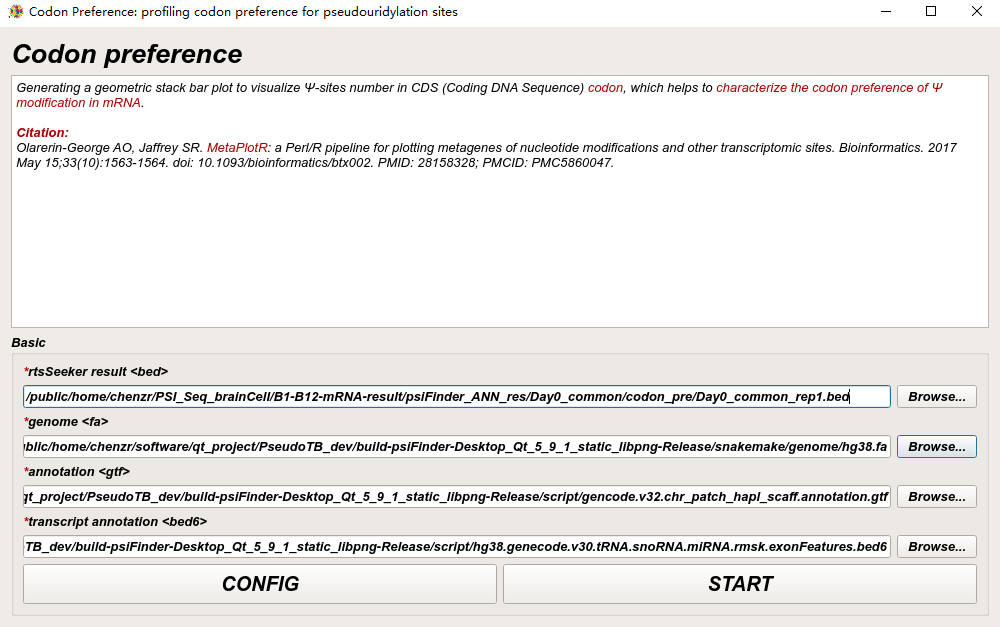 Codon Preference: profiling codon preference for pseudouridylation sites
Codon preference
Generating a geometric stack bar plot to visualize Ψ-sites number in CDS (Coding DNA Sequence) codon, which helps to characterize the codon preference of Ψ
modification in mRNA.
Citation:
Olarerin-George AO, Jaffrey SR. MetaPlotR: a Perl/R pipeline for plotting metagenes of nucleotide modifications and other transcriptomic sites. Bioinformatics. 2017
May 15;33(10):1563-1564. doi: 10.1093/bioinformatics/btx002. PMID: 28158328; PMCID: PMC5860047.
Basic
*rtsSeeker result <bed>
/public/home/chenzr/PSI_Seq_brainCell/B1-B12-mRNA-result/psiFinder_ANN_res/Day0_common/codon_pre/Day0_common_rep1.bed Browse...
*genome <fa>
blic/home/chenzr/software/qt_project/PseudoTB_dev/build-psiFinder-Desktop_Qt_5_9_1_static_libpng-Release/snakemake/genome/hg38.fa Browse...
*annotation <gtf>
qt_project/PseudoTB_dev/build-psiFinder-Desktop_Qt_5_9_1_static_libpng-Release/script/gencode.v32.chr_patch_hapl_scaff.annotation.gtf Browse...
*transcript annotation <bed6>
TB_dev/build-psiFinder-Desktop_Qt_5_9_1_static_libpng-Release/script/hg38.genecode.v30.tRNA.snoRNA.miRNA.rmsk.exonFeatures.bed6 Browse...
CONFIG START